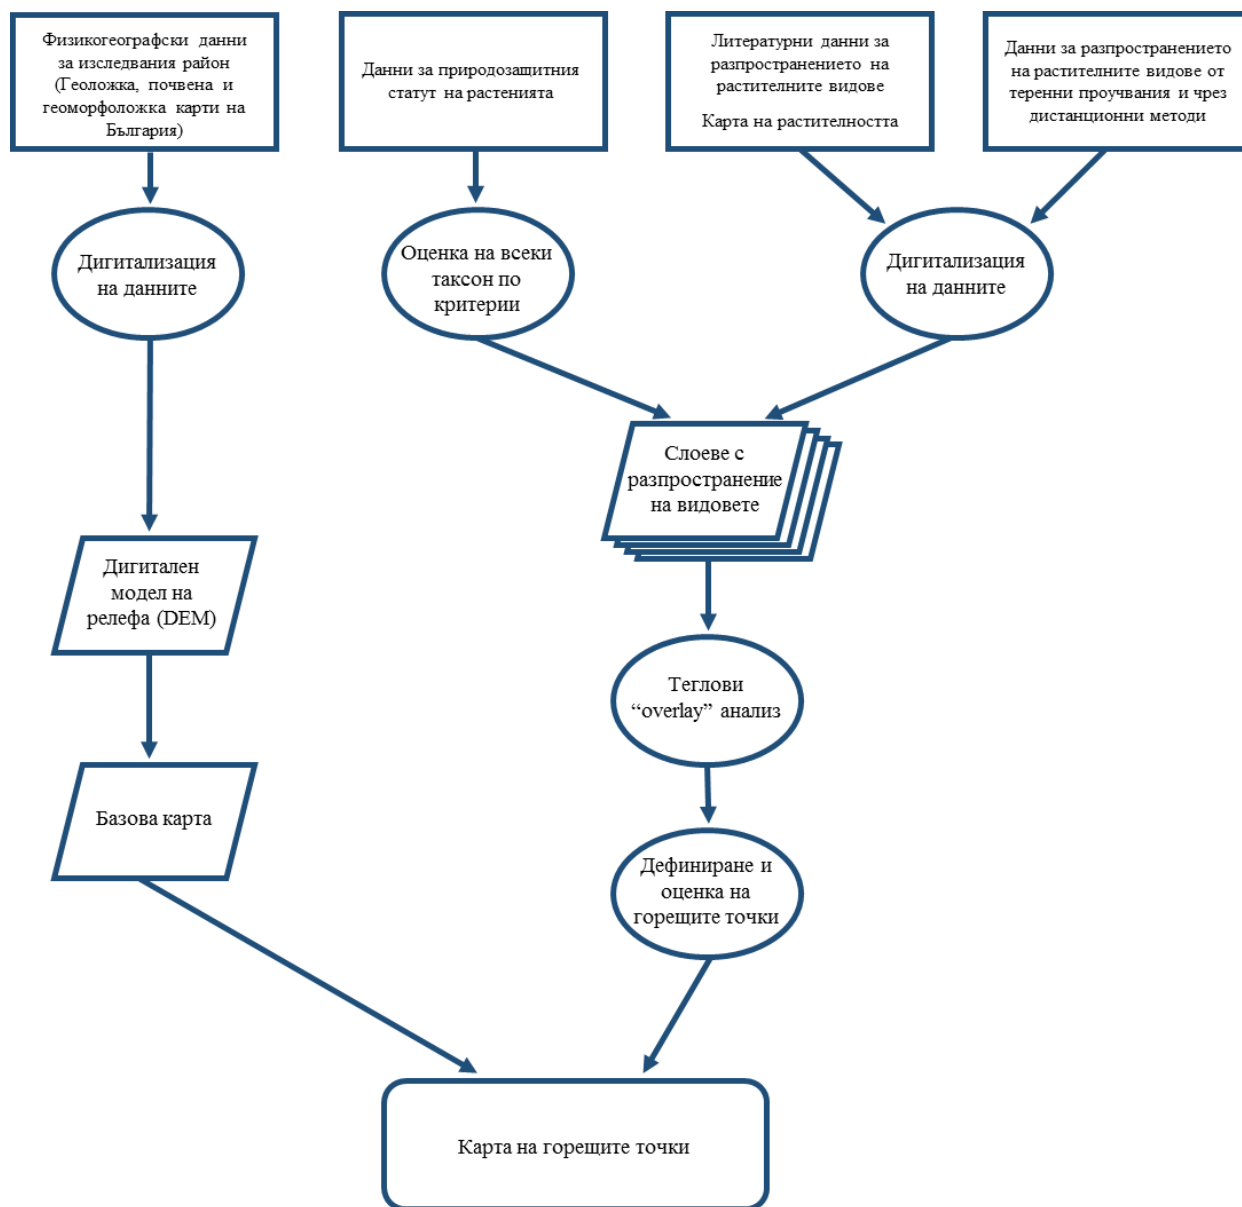 Физикогеографски данни
за изследвания район
(Геоложка, почвена и
геоморфоложка карти на
България)
Данни за природозащитния
статут на растенията
Литературни данни за
разпространението на
растителните видове
Карта на растителността
Данни за разпространението
на растителните видове от
теренни проучвания и чрез
дистанционни методи
Дигитализация
на данните
Оценка на всеки
таксон по
критерии
Дигитализация
на данните
Слоеве с
разпространение
на видовете
Дигитален
модел на
релефа (DEM)
Теглови
“overlay” анализ
Базова карта
Дефиниране и
оценка на
горещите точки
Карта на горещите точки